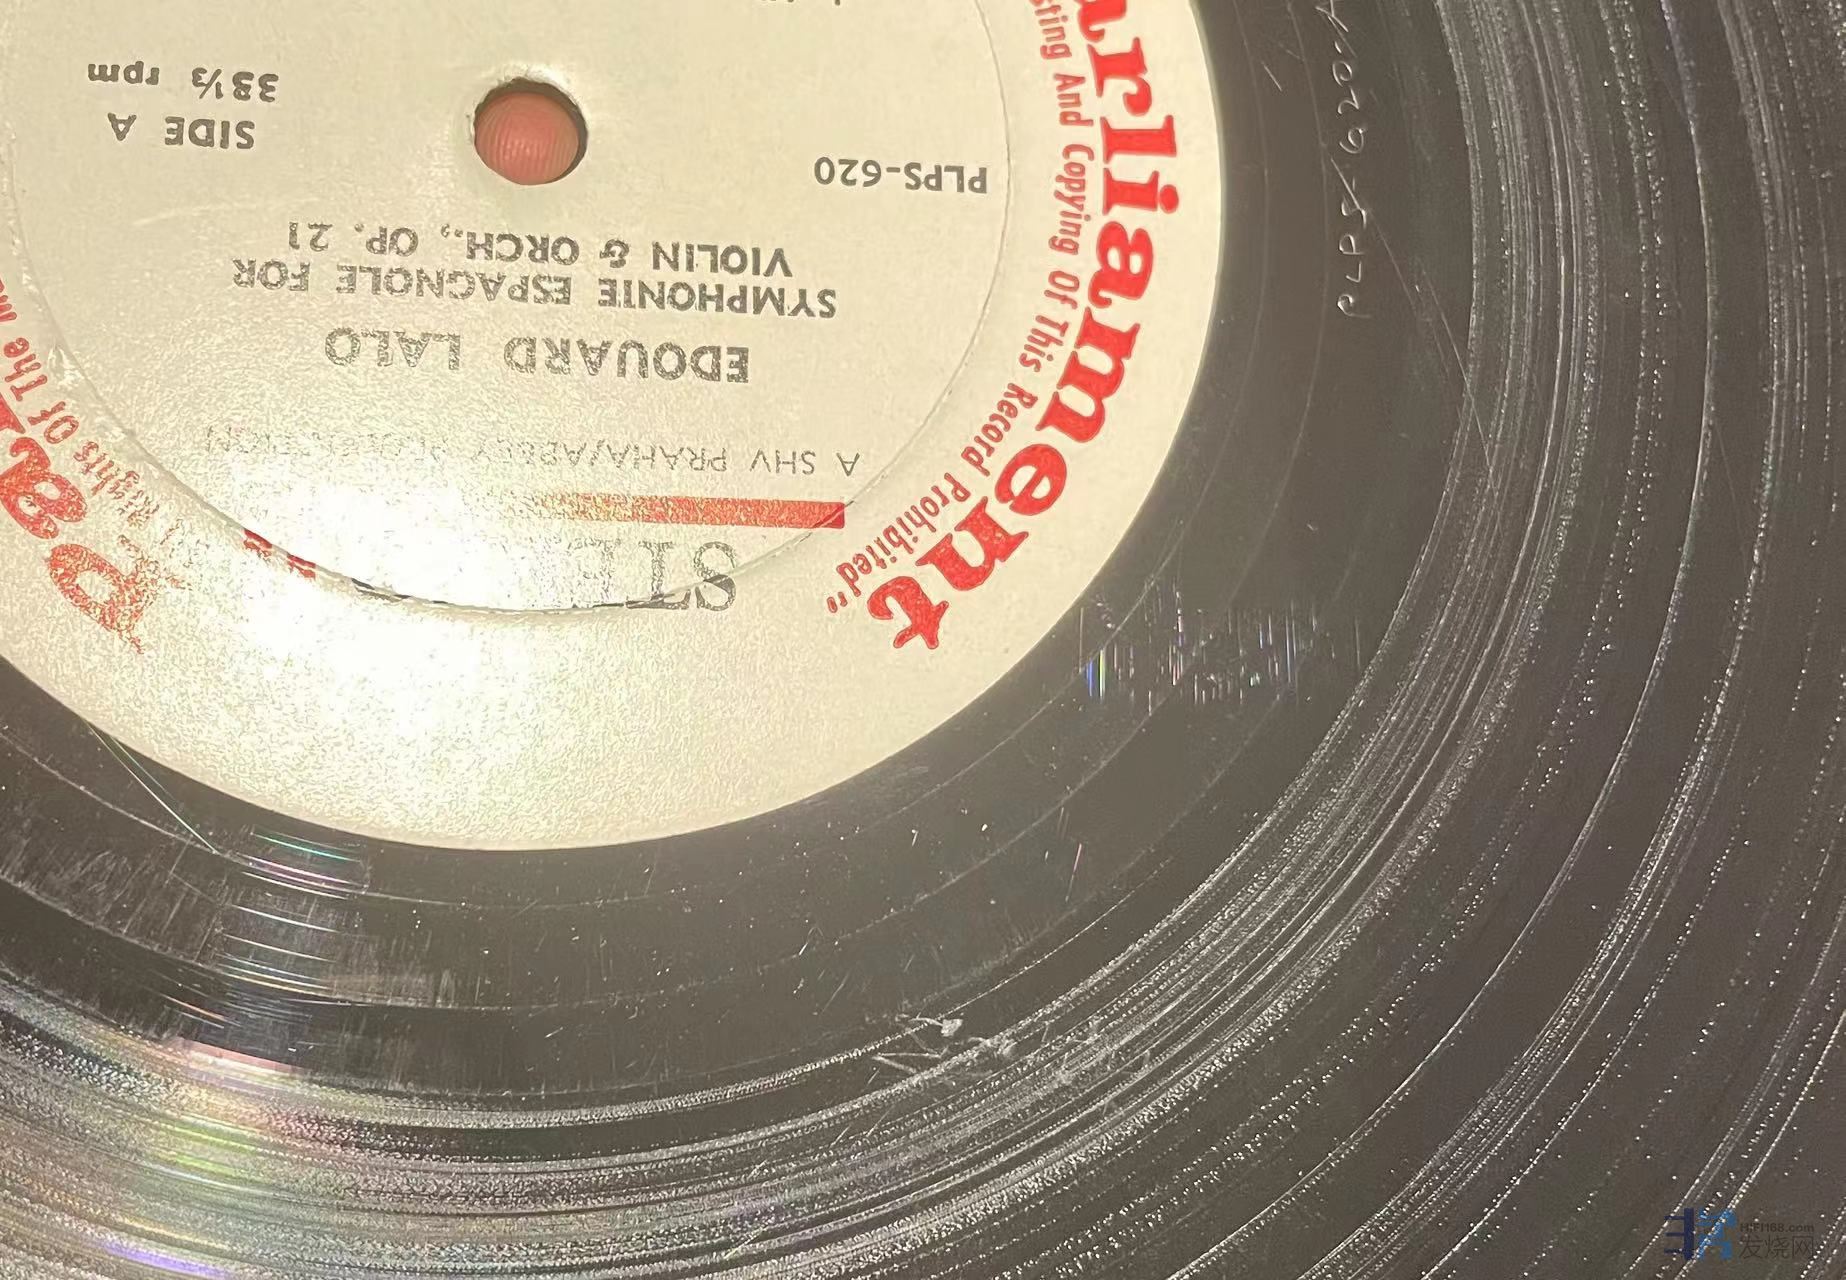 Parliament
Rights Of The
sting And Copying Of This Record Prohibited"
A SHV PRAHA/ABBEY
EDOUARD LALO
SYMPHONIE ESPAGNOLE FOR
VIOLIN & ORCH., OP. 21
PLPS-620
SIDE A
33⅓ rpm
PLPS-620-A
HIFI168.com
发烧网